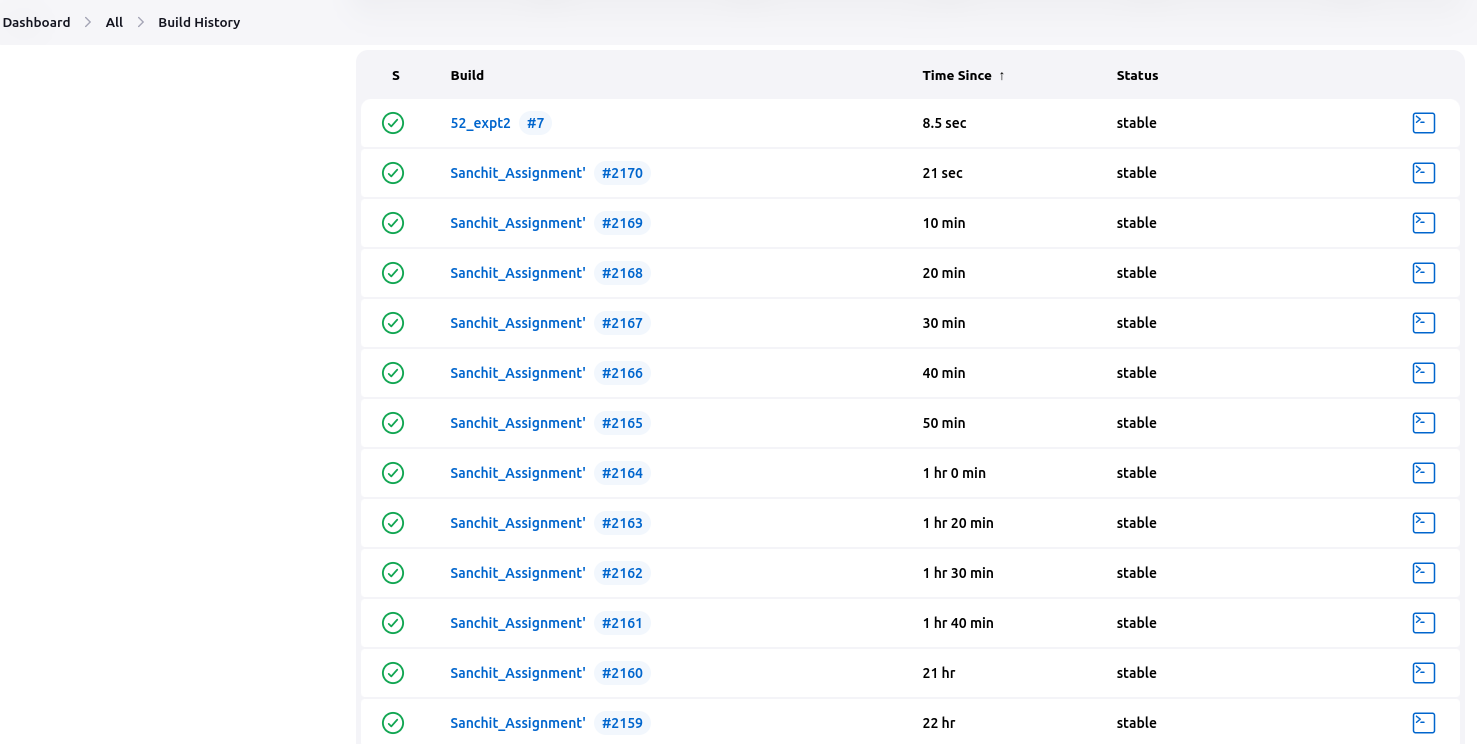 Dashboard > All > Build History
S Build Time Since ↑ Status
52_expt2 #7 8.5 sec stable
Sanchit_Assignment' #2170 21 sec stable
Sanchit_Assignment' #2169 10 min stable
Sanchit_Assignment' #2168 20 min stable
Sanchit_Assignment' #2167 30 min stable
Sanchit_Assignment' #2166 40 min stable
Sanchit_Assignment' #2165 50 min stable
Sanchit_Assignment' #2164 1 hr 0 min stable
Sanchit_Assignment' #2163 1 hr 20 min stable
Sanchit_Assignment' #2162 1 hr 30 min stable
Sanchit_Assignment' #2161 1 hr 40 min stable
Sanchit_Assignment' #2160 21 hr stable
Sanchit_Assignment' #2159 22 hr stable